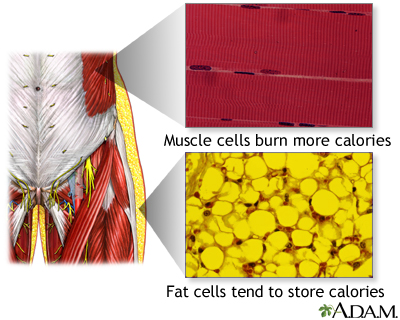 Muscle cells burn more calories
Fat cells tend to store calories
A.D.A.M.